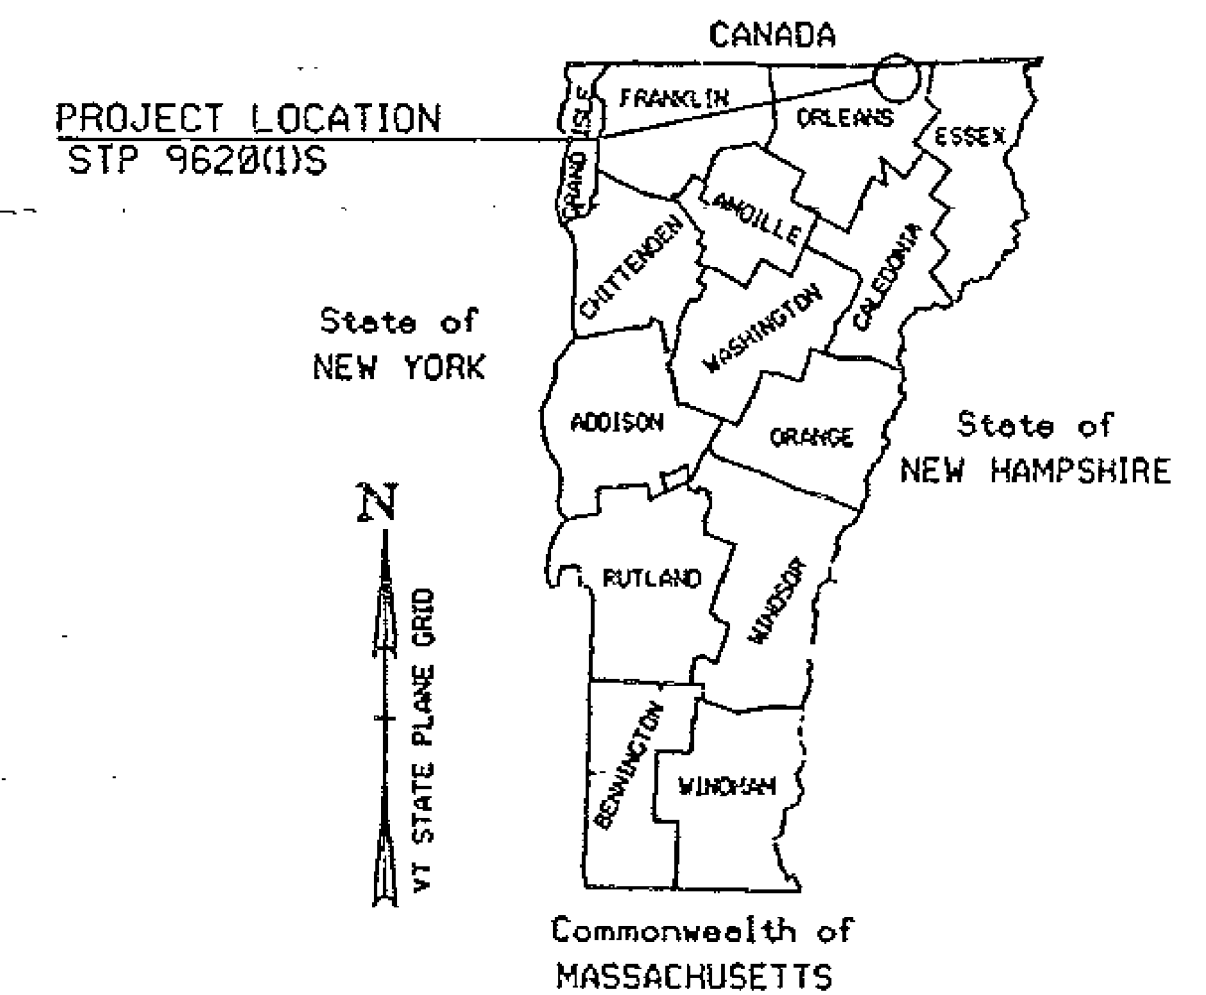 CANADA
PROJECT LOCATION
STP 9620(1)S
GRAND ISLE
FRANKLIN
ORLEANS
ESSEX
LAMOILLE
CHITTENDEN
CALEDONIA
WASHINGTON
State of
NEW YORK
ADDISON
ORANGE
State of
NEW HAMPSHIRE
N
VT STATE PLANE GRID
RUTLAND
WINDSOR
BENNINGTON
WINDHAM
Commonwealth of
MASSACHUSETTS